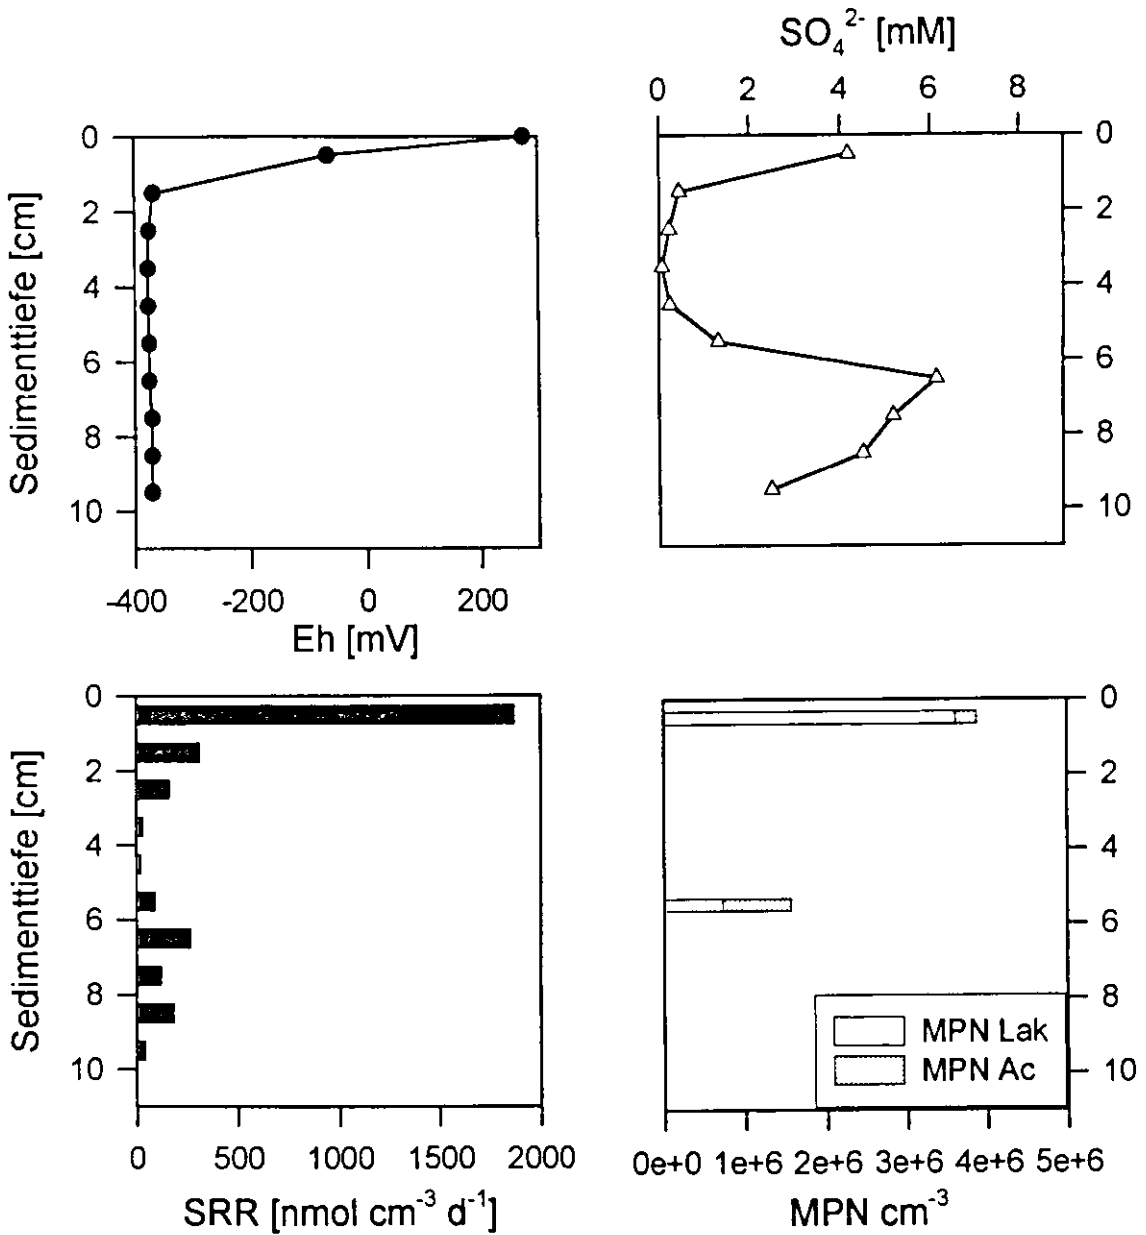 SO₄²⁻ [mM]
0 2 4 6 8
0
2
4
6
8
10
Sedimenttiefe [cm]
0
2
4
6
8
10
-400 -200 0 200
Eh [mV]
0
2
4
6
8
10
Sedimenttiefe [cm]
0 500 1000 1500 2000
SRR [nmol cm⁻³ d⁻¹]
0
2
4
6
8
10
MPN Lak
MPN Ac
0e+0 1e+6 2e+6 3e+6 4e+6 5e+6
MPN cm⁻³